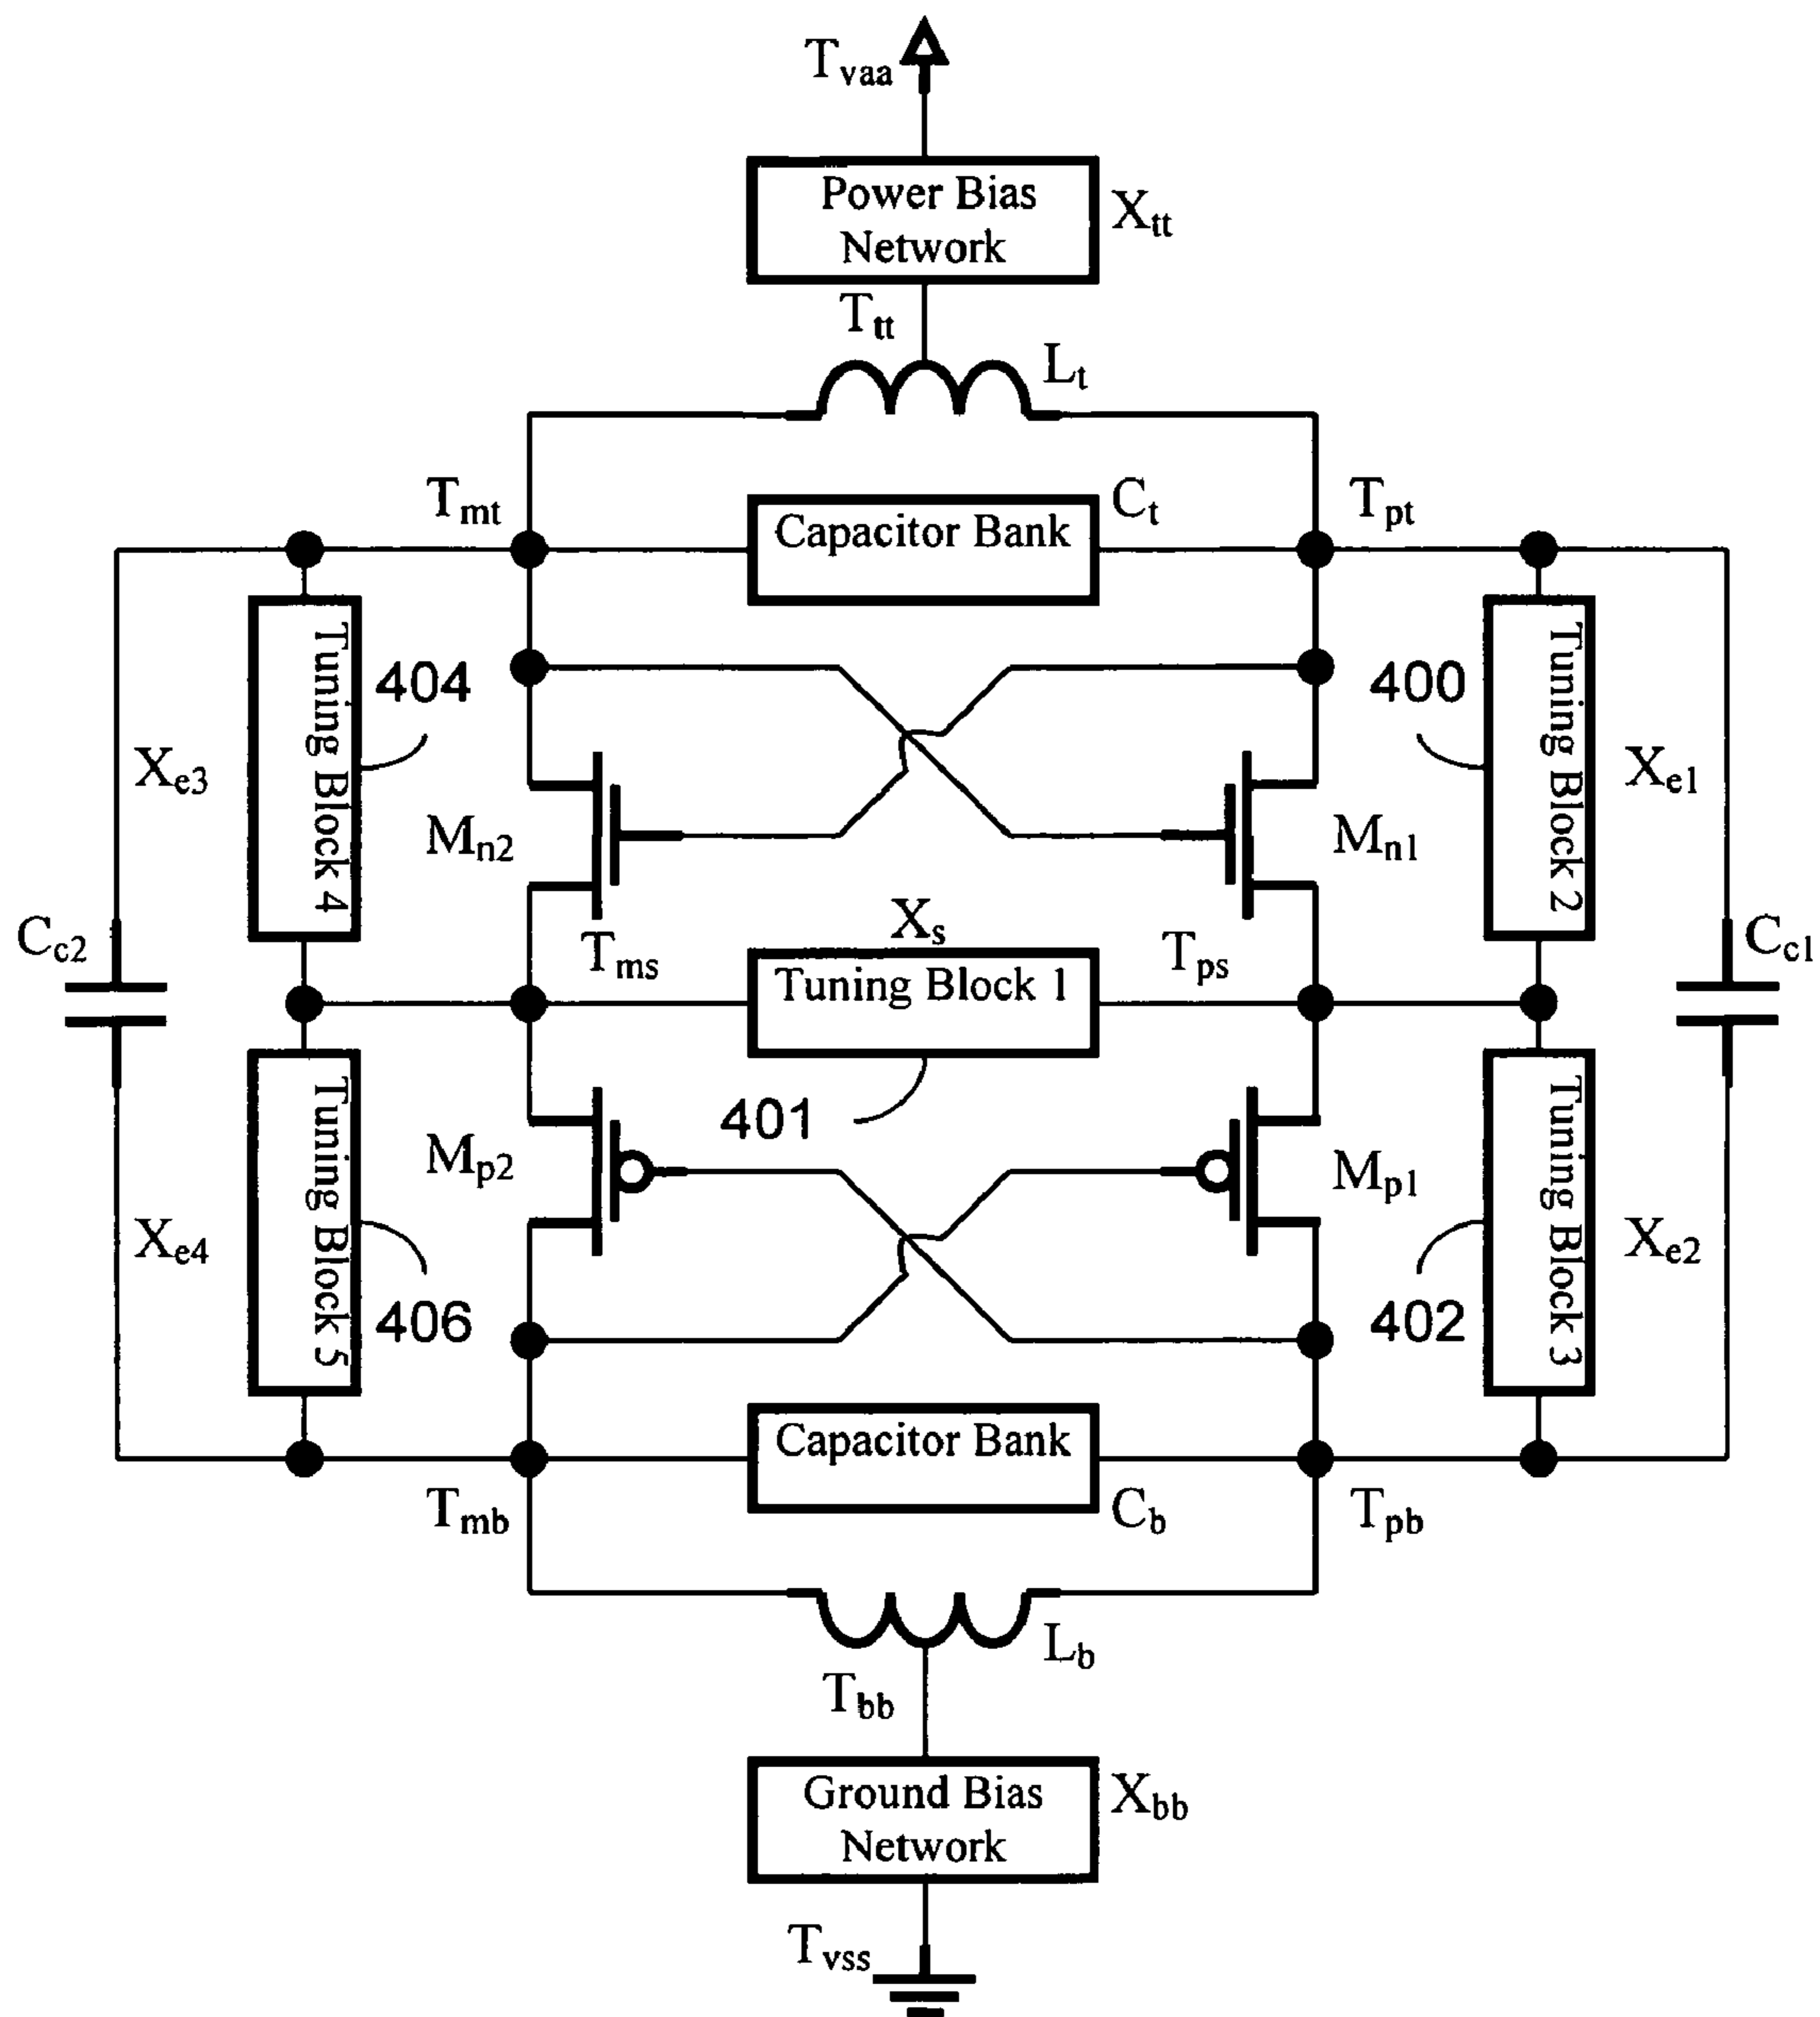 Tvaa
Power Bias
Network
Xtt
Ttt
Lt
Tmt
Ct
Tpt
Capacitor Bank
Tuning Block 4
404
400
Tuning Block 2
Xe3
Xe1
Mn2
Mn1
Cc2
Xs
Cc1
Tms
Tps
Tuning Block 1
Tuning Block 5
401
Tuning Block 3
Mp2
Mp1
Xe4
Xe2
406
402
Capacitor Bank
Tmb
Cb
Tpb
Lb
Tbb
Ground Bias
Network
Xbb
Tvss